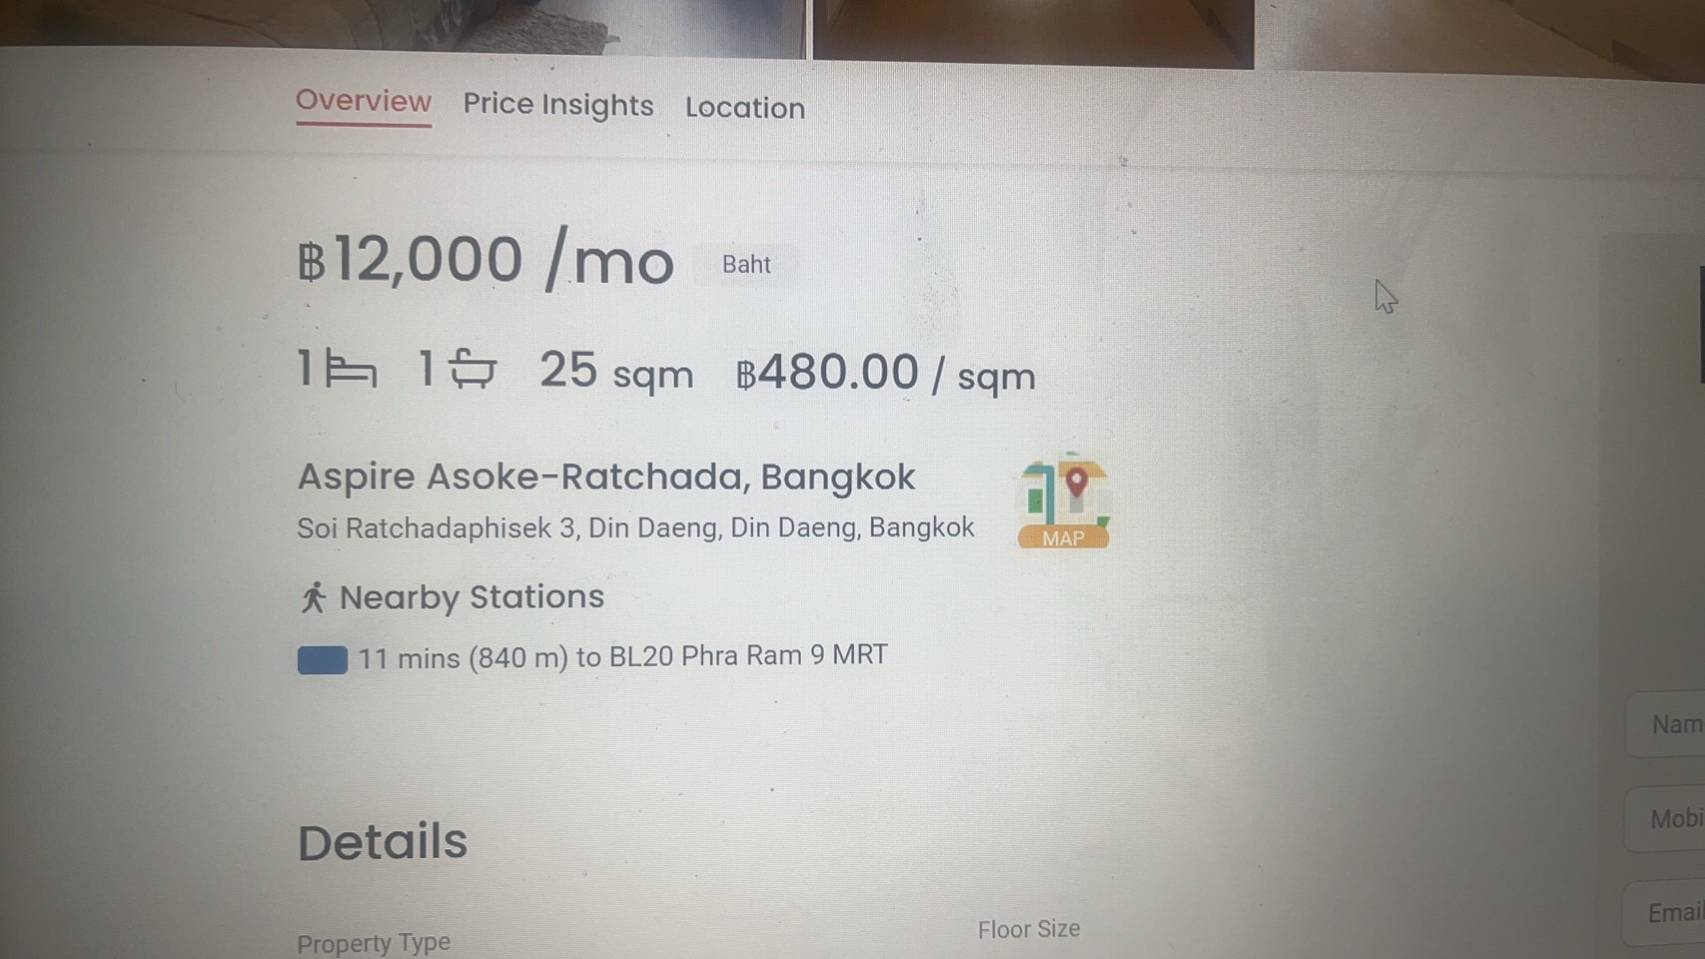 Overview Price Insights Location
฿12,000 /mo Baht
1 1 25 sqm ฿480.00 / sqm
Aspire Asoke-Ratchada, Bangkok
Soi Ratchadaphisek 3, Din Daeng, Din Daeng, Bangkok
MAP
Nearby Stations
11 mins (840 m) to BL20 Phra Ram 9 MRT
Nam
Mobi
Details
Email
Property Type Floor Size